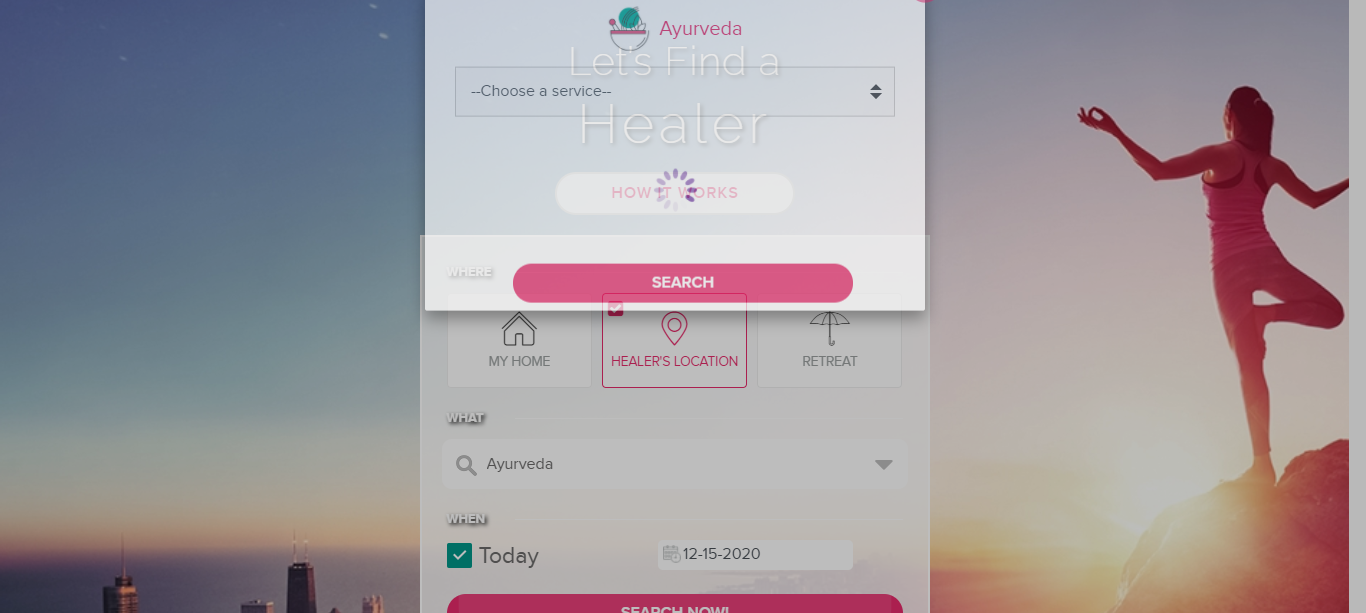 Ayurveda
Let's Find a
--Choose a service--
Healer
HOW IT WORKS
WHERE
SEARCH
MY HOME
HEALER'S LOCATION
RETREAT
WHAT
Ayurveda
WHEN
Today
12-15-2020
SEARCH NOW!